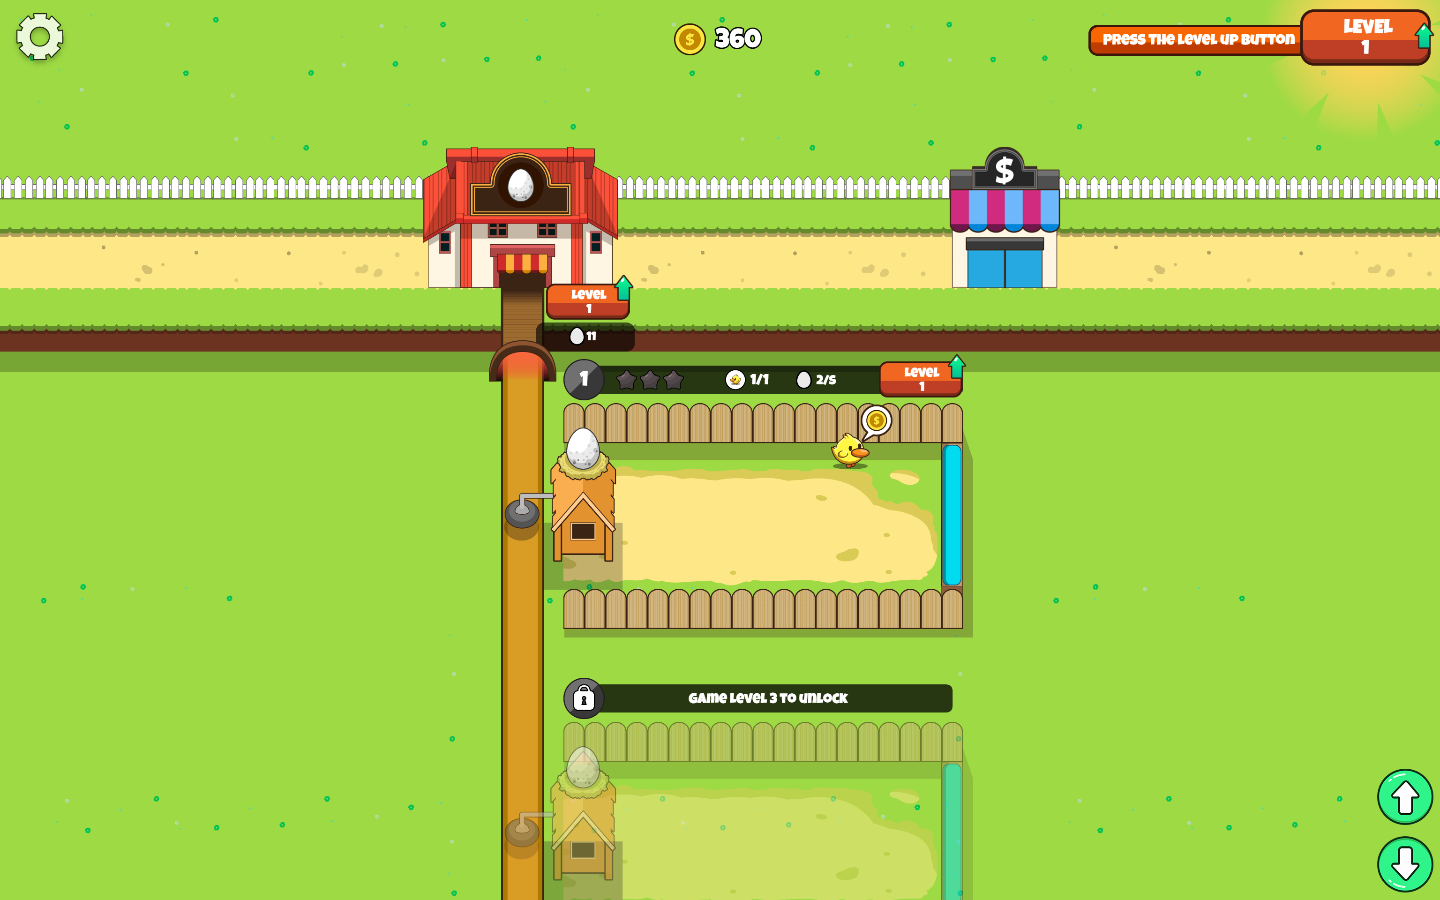 360
PRESS THE LEVEL UP BUTTON
LEVEL
1
$
LEVEL
1
11
1
1/1
2/5
LEVEL
1
GAME LEVEL 3 TO UNLOCK